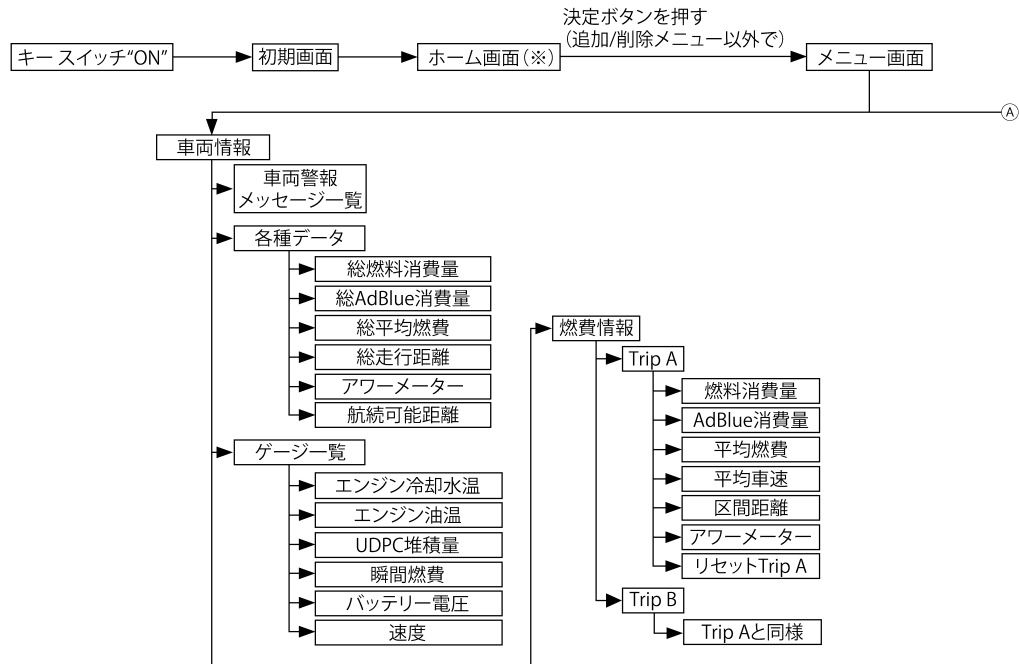 決定ボタンを押す
（追加/削除メニュー以外で）
キー スイッチ“ON”
初期画面
ホーム画面（※）
メニュー画面
Ⓐ
車両情報
車両警報
メッセージ一覧
各種データ
総燃料消費量
総AdBlue消費量
総平均燃費
総走行距離
アワーメーター
航続可能距離
ゲージ一覧
エンジン冷却水温
エンジン油温
UDPC堆積量
瞬間燃費
バッテリー電圧
速度
燃費情報
Trip A
燃料消費量
AdBlue消費量
平均燃費
平均車速
区間距離
アワーメーター
リセットTrip A
Trip B
Trip Aと同様